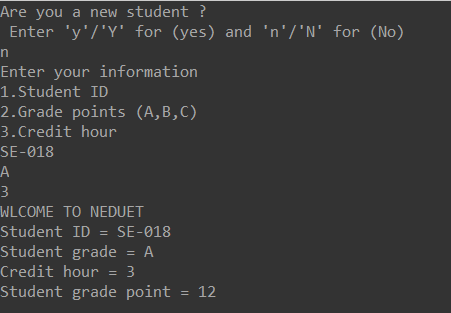 Are you a new student ?
Enter 'y'/'Y' for (yes) and 'n'/'N' for (No)
n
Enter your information
1.Student ID
2.Grade points (A,B,C)
3.Credit hour
SE-018
A
3
WLCOME TO NEDUET
Student ID = SE-018
Student grade = A
Credit hour = 3
Student grade point = 12